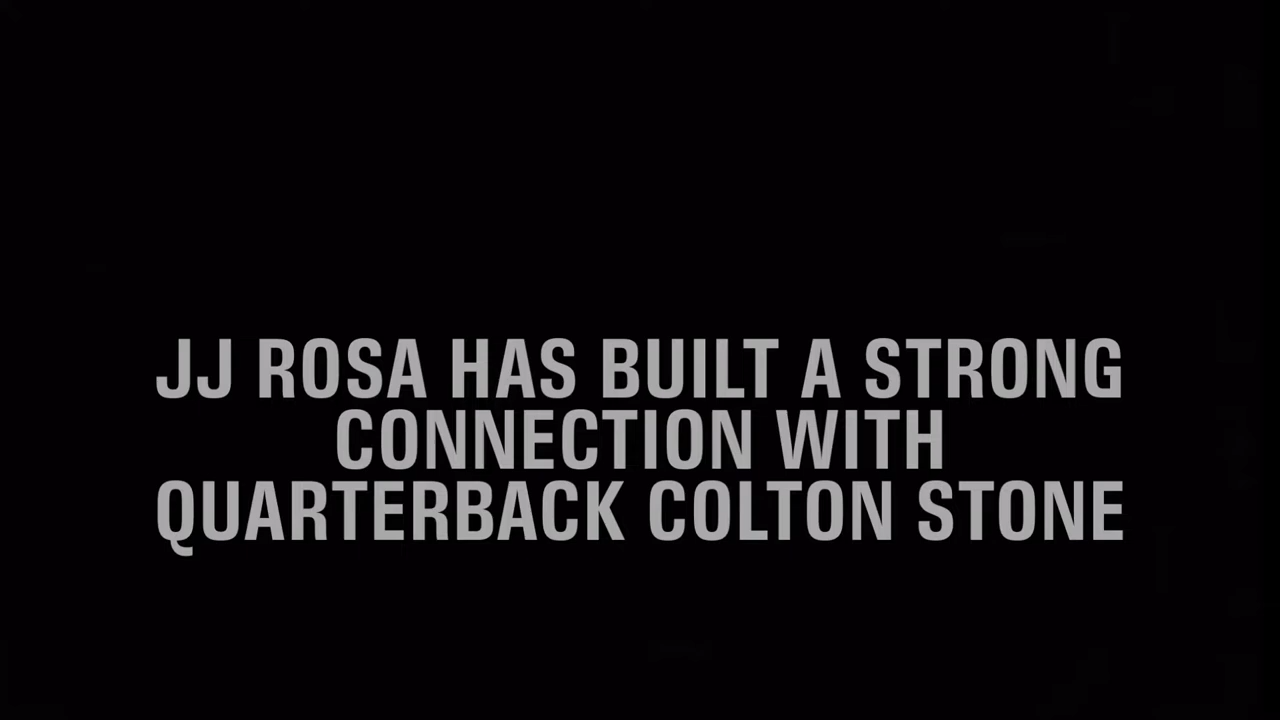 JJ ROSA HAS BUILT A STRONG
CONNECTION WITH
QUARTERBACK COLTON STONE